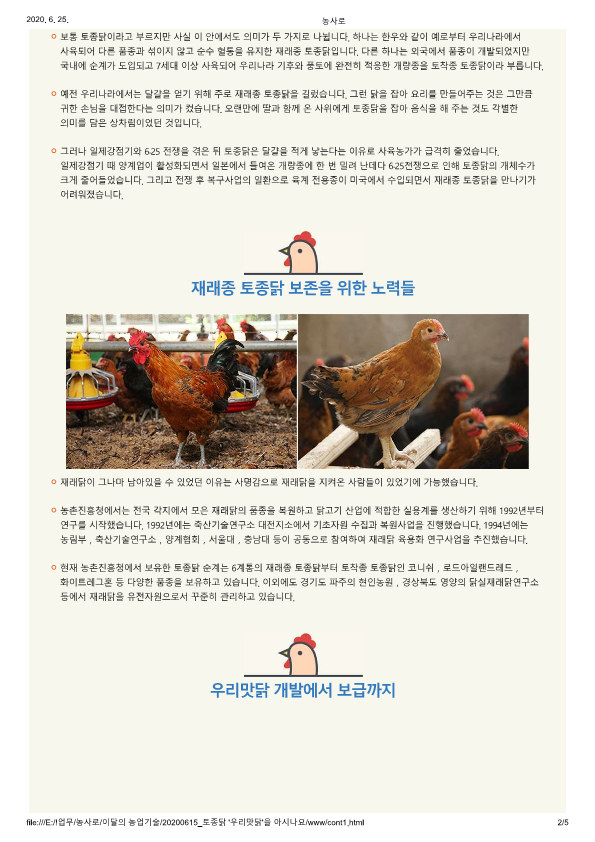 2020. 6. 25.
농사로
보통 토종닭이라고 부르지만 사실 이 안에서도 의미가 두 가지로 나뉩니다. 하나는 한우와 같이 예로부터 우리나라에서
사육되어 다른 품종과 섞이지 않고 순수 혈통을 유지한 재래종 토종닭입니다. 다른 하나는 외국에서 품종이 개발되었지만
국내에 순계가 도입되고 7세대 이상 사육되어 우리나라 기후와 풍토에 완전히 적응한 개량종을 토착종 토종닭이라 부릅니다.
예전 우리나라에서는 달걀을 얻기 위해 주로 재래종 토종닭을 길렀습니다. 그런 닭을 잡아 요리를 만들어주는 것은 그만큼
귀한 손님을 대접한다는 의미가 컸습니다. 오랜만에 딸과 함께 온 사위에게 토종닭을 잡아 음식을 해 주는 것도 각별한
의미를 담은 상차림이었던 것입니다.
그러나 일제강점기와 6·25 전쟁을 겪은 뒤 토종닭은 달걀을 적게 낳는다는 이유로 사육농가가 급격히 줄었습니다.
일제강점기 때 양계업이 활성화되면서 일본에서 들여온 개량종에 한 번 밀려 난데다 6·25전쟁으로 인해 토종닭의 개체수가
크게 줄어들었습니다. 그리고 전쟁 후 복구사업의 일환으로 육계 전용종이 미국에서 수입되면서 재래종 토종닭을 만나기가
어려워졌습니다.
재래종 토종닭 보존을 위한 노력들
재래닭이 그나마 남아있을 수 있었던 이유는 사명감으로 재래닭을 지켜온 사람들이 있었기에 가능했습니다.
농촌진흥청에서는 전국 각지에서 모은 재래닭의 품종을 복원하고 닭고기 산업에 적합한 실용계를 생산하기 위해 1992년부터
연구를 시작했습니다. 1992년에는 축산기술연구소 대전지소에서 기초자원 수집과 복원사업을 진행했습니다. 1994년에는
농림부 , 축산기술연구소 , 양계협회 , 서울대 , 충남대 등이 공동으로 참여하여 재래닭 육용화 연구사업을 추진했습니다.
현재 농촌진흥청에서 보유한 토종닭 순계는 6계통의 재래종 토종닭부터 토착종 토종닭인 코니쉬 , 로드아일랜드레드 ,
화이트레그혼 등 다양한 품종을 보유하고 있습니다. 이외에도 경기도 파주의 현인농원 , 경상북도 영양의 닭실재래닭연구소
등에서 재래닭을 유전자원으로서 꾸준히 관리하고 있습니다.
우리맛닭 개발에서 보급까지
file:///E:/!업무/농사로/이달의 농업기술/20200615_토종닭 '우리맛닭'을 아시나요/www/cont1.html
2/5